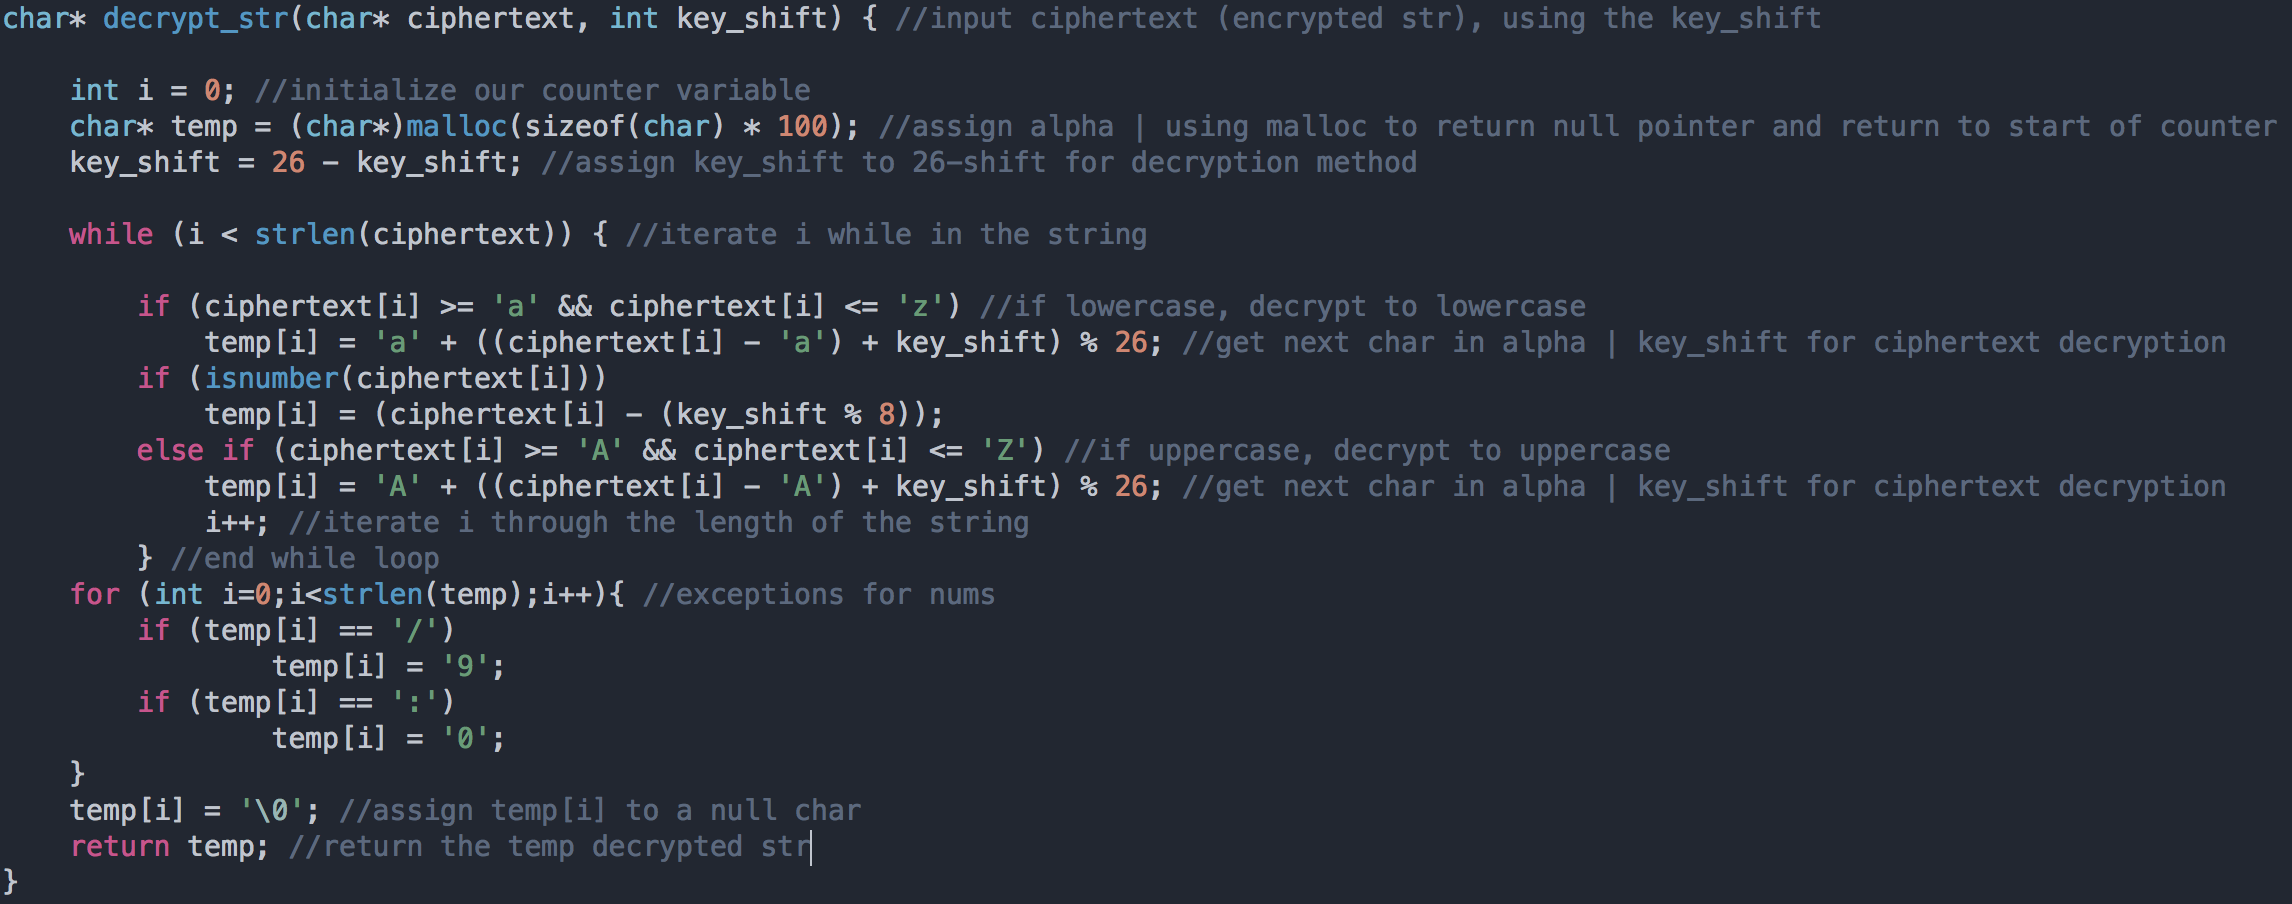 char* decrypt_str(char* ciphertext, int key_shift) { //input ciphertext (encrypted str), using the key_shift
int i = 0; //initialize our counter variable
char* temp = (char*)malloc(sizeof(char) * 100); //assign alpha | using malloc to return null pointer and return to start of counter
key_shift = 26 - key_shift; //assign key_shift to 26-shift for decryption method
while (i < strlen(ciphertext)) { //iterate i while in the string
if (ciphertext[i] >= 'a' && ciphertext[i] <= 'z') //if lowercase, decrypt to lowercase
temp[i] = 'a' + ((ciphertext[i] - 'a') + key_shift) % 26; //get next char in alpha | key_shift for ciphertext decryption
if (isnumber(ciphertext[i]))
temp[i] = (ciphertext[i] - (key_shift % 8));
else if (ciphertext[i] >= 'A' && ciphertext[i] <= 'Z') //if uppercase, decrypt to uppercase
temp[i] = 'A' + ((ciphertext[i] - 'A') + key_shift) % 26; //get next char in alpha | key_shift for ciphertext decryption
i++; //iterate i through the length of the string
} //end while loop
for (int i=0;i<strlen(temp);i++){ //exceptions for nums
if (temp[i] == '/')
temp[i] = '9';
if (temp[i] == ':')
temp[i] = '0';
}
temp[i] = '\0'; //assign temp[i] to a null char
return temp; //return the temp decrypted str
}